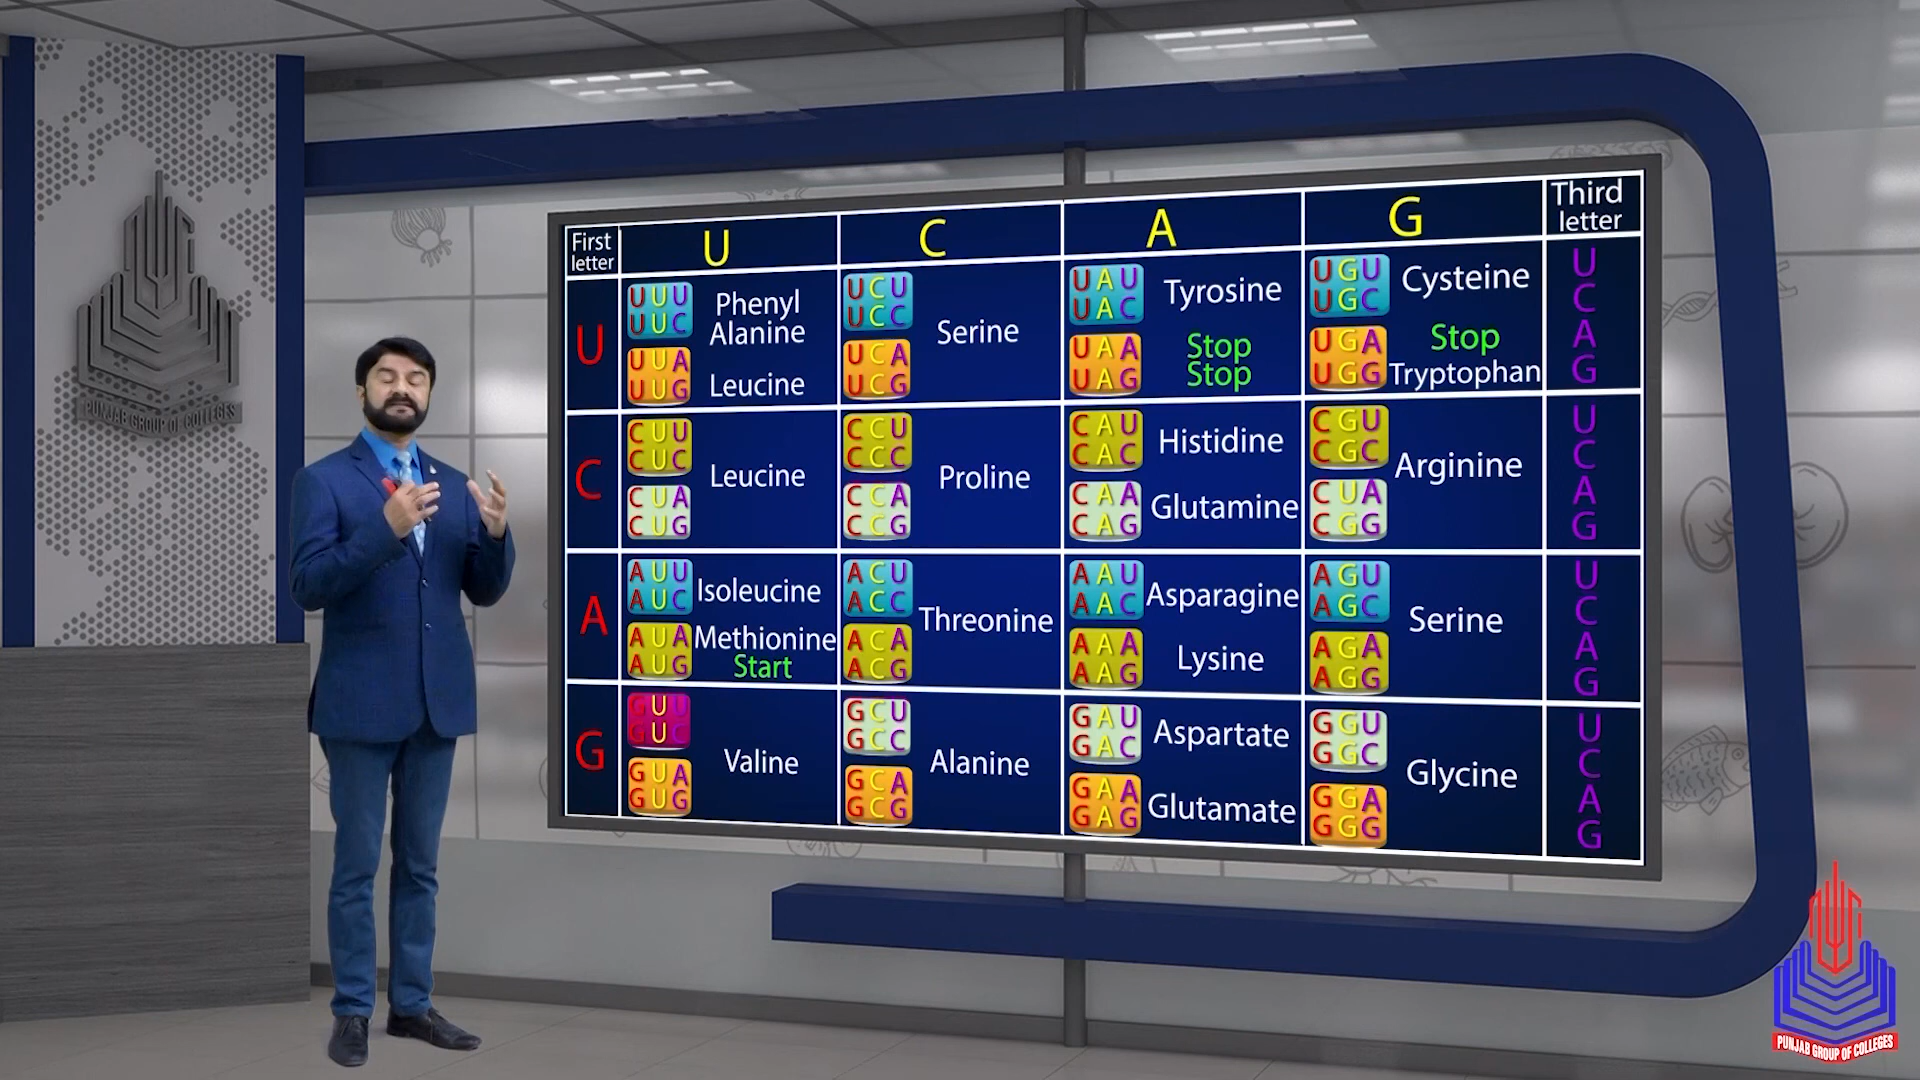 PUNJAB GROUP OF COLLEGES
First
letter
U
C
A
G
Third
letter
U
UUU
UUC
Phenyl
Alanine
UUA
UUG
Leucine
UCU
UCC
UCA
UCG
Serine
UAU
UAC
Tyrosine
UAA
UAG
Stop
Stop
UGU
UGC
Cysteine
UGA
UGG
Stop
Tryptophan
U
C
A
G
C
CUU
CUC
CUA
CUG
Leucine
CCU
CCC
CCA
CCG
Proline
CAU
CAC
Histidine
CAA
CAG
Glutamine
CGU
CGC
CUA
CGG
Arginine
U
C
A
G
A
AUU
AUC
Isoleucine
AUA
AUG
Methionine
Start
ACU
ACC
ACA
ACG
Threonine
AAU
AAC
Asparagine
AAA
AAG
Lysine
AGU
AGC
AGA
AGG
Serine
U
C
A
G
G
GUU
GUC
GUA
GUG
Valine
GCU
GCC
GCA
GCG
Alanine
GAU
GAC
Aspartate
GAA
GAG
Glutamate
GGU
GGC
GGA
GGG
Glycine
U
C
A
G
PUNJAB GROUP OF COLLEGES